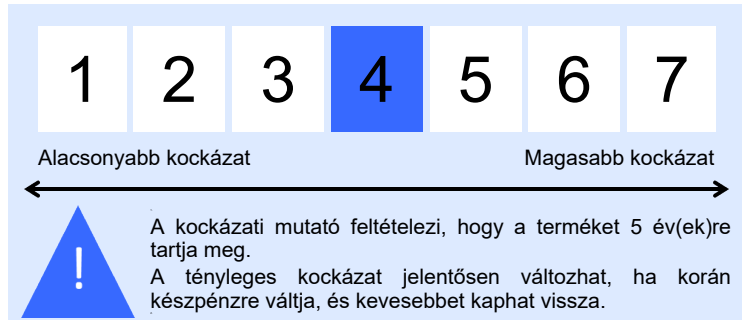 1 2 3 4 5 6 7
Alacsonyabb kockázat Magasabb kockázat
A kockázati mutató feltételezi, hogy a terméket 5 év(ek)re
tartja meg.
! A tényleges kockázat jelentősen változhat, ha korán
készpénzre váltja, és kevesebbet kaphat vissza.